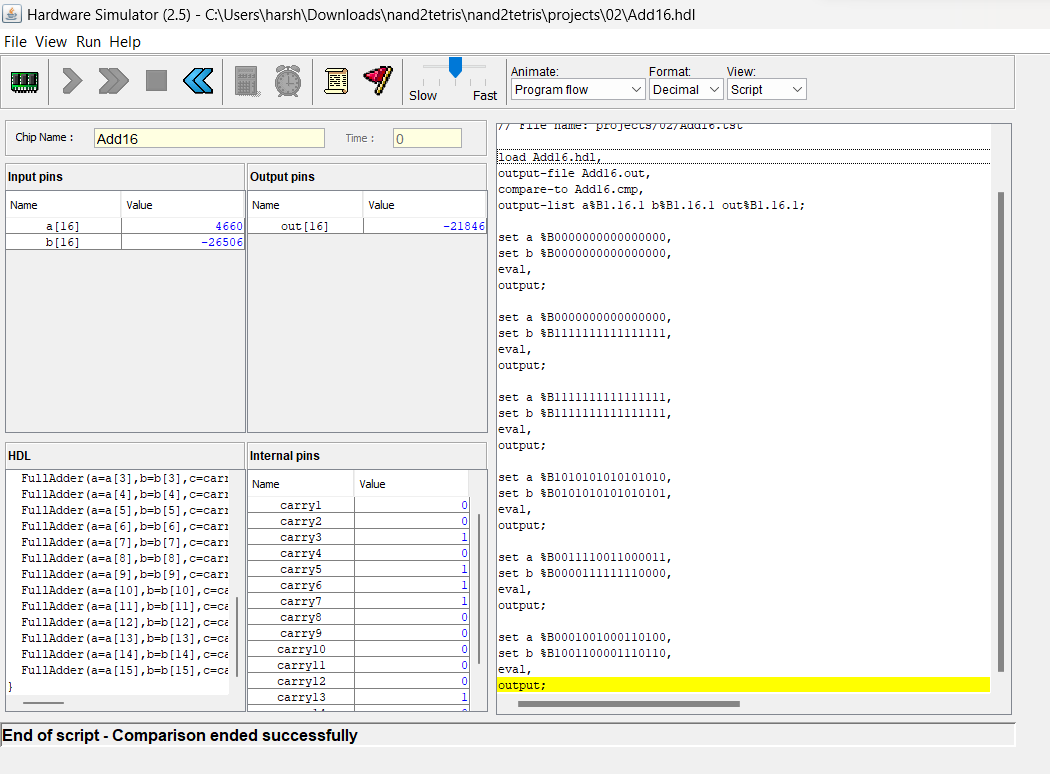 Hardware Simulator (2.5) - C:\Users\harsh\Downloads\nand2tetris\nand2tetris\projects\02\Add16.hdl
File View Run Help
Slow Fast
Animate:
Program flow
Format:
Decimal
View:
Script
Chip Name : Add16 Time : 0
Input pins
Name Value
a[16] 4660
b[16] -26506
Output pins
Name Value
out[16] -21846
HDL
FullAdder(a=a[3],b=b[3],c=carr
FullAdder(a=a[4],b=b[4],c=carr
FullAdder(a=a[5],b=b[5],c=carr
FullAdder(a=a[6],b=b[6],c=carr
FullAdder(a=a[7],b=b[7],c=carr
FullAdder(a=a[8],b=b[8],c=carr
FullAdder(a=a[9],b=b[9],c=carr
FullAdder(a=a[10],b=b[10],c=ca
FullAdder(a=a[11],b=b[11],c=ca
FullAdder(a=a[12],b=b[12],c=ca
FullAdder(a=a[13],b=b[13],c=ca
FullAdder(a=a[14],b=b[14],c=ca
FullAdder(a=a[15],b=b[15],c=ca
}
Internal pins
Name Value
carry1 0
carry2 0
carry3 1
carry4 0
carry5 1
carry6 1
carry7 1
carry8 0
carry9 0
carry10 0
carry11 0
carry12 0
carry13 1
// File name: projects/02/Add16.tst
load Add16.hdl,
output-file Add16.out,
compare-to Add16.cmp,
output-list a%B1.16.1 b%B1.16.1 out%B1.16.1;
set a %B0000000000000000,
set b %B0000000000000000,
eval,
output;
set a %B0000000000000000,
set b %B1111111111111111,
eval,
output;
set a %B1111111111111111,
set b %B1111111111111111,
eval,
output;
set a %B1010101010101010,
set b %B0101010101010101,
eval,
output;
set a %B0011110011000011,
set b %B0000111111110000,
eval,
output;
set a %B0001001000110100,
set b %B1001100001110110,
eval,
output;
End of script - Comparison ended successfully